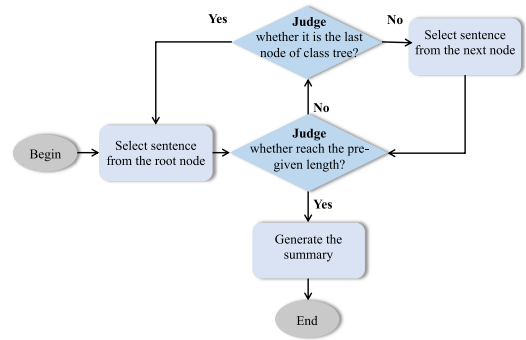 Yes
Judge
whether it is the last
node of class tree?
No
Select sentence
from the next node
Begin
Select sentence
from the root node
No
Judge
whether reach the pre-
given length?
Yes
Generate the
summary
End